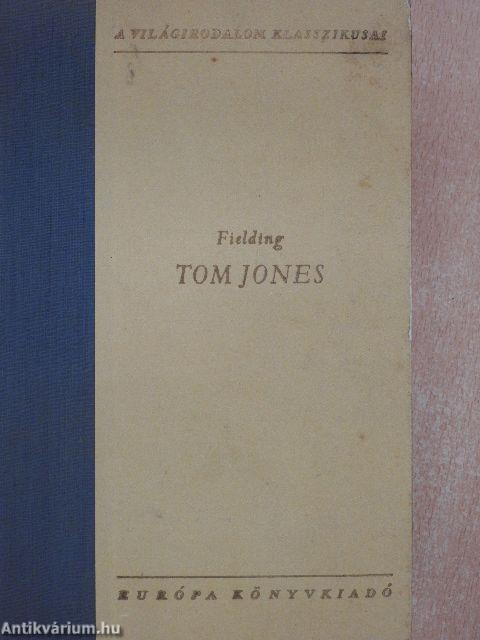 A VILÁGIRODALOM KLASSZIKUSAI
Fielding
TOM JONES
EURÓPA KÖNYVKIADÓ
Antikvárium.hu